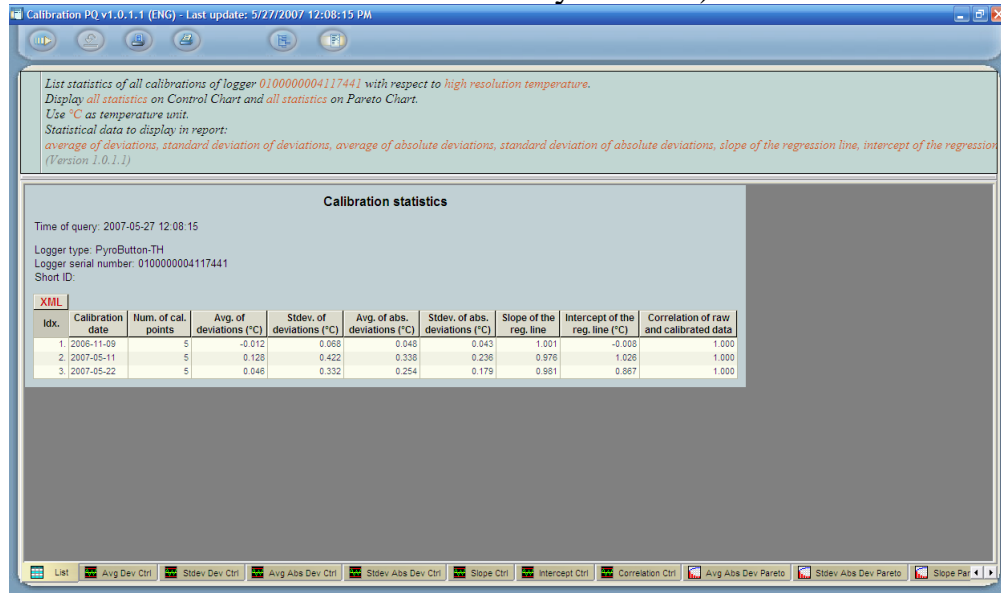 Calibration PQ v1.0.1.1 (ENG) - Last update: 5/27/2007 12:08:15 PM
List statistics of all calibrations of logger 0100000004117441 with respect to high resolution temperature.
Display all statistics on Control Chart and all statistics on Pareto Chart.
Use °C as temperature unit.
Statistical data to display in report:
average of deviations, standard deviation of deviations, average of absolute deviations, standard deviation of absolute deviations, slope of the regression line, intercept of the regression
(Version 1.0.1.1)
Calibration statistics
Time of query: 2007-05-27 12:08:15
Logger type: PyroButton-TH
Logger serial number: 0100000004117441
Short ID:
XML
Idx. Calibration date Num. of cal. points Avg. of deviations (°C) Stdev. of deviations (°C) Avg. of abs. deviations (°C) Stdev. of abs. deviations (°C) Slope of the reg. line Intercept of the reg. line (°C) Correlation of raw and calibrated data
1. 2006-11-09 5 -0.012 0.068 0.048 0.043 1.001 -0.008 1.000
2. 2007-05-11 5 0.128 0.422 0.338 0.236 0.976 1.026 1.000
3. 2007-05-22 5 0.046 0.332 0.254 0.179 0.981 0.867 1.000
List Avg Dev Ctrl Stdev Dev Ctrl Avg Abs Dev Ctrl Stdev Abs Dev Ctrl Slope Ctrl Intercept Ctrl Correlation Ctrl Avg Abs Dev Pareto Stdev Abs Dev Pareto Slope Par